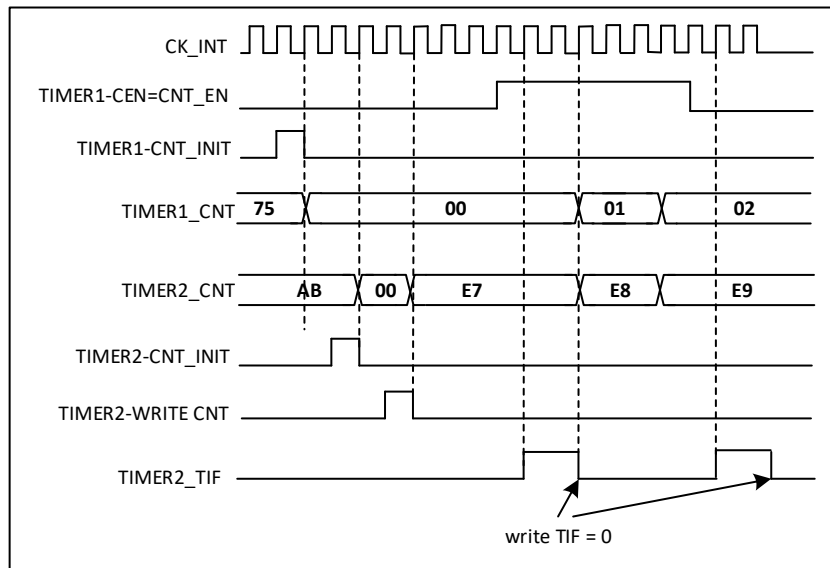 CK_INT
TIMER1-CEN=CNT_EN
TIMER1-CNT_INIT
TIMER1_CNT 75 00 01 02
TIMER2_CNT AB 00 E7 E8 E9
TIMER2-CNT_INIT
TIMER2-WRITE CNT
TIMER2_TIF
write TIF = 0